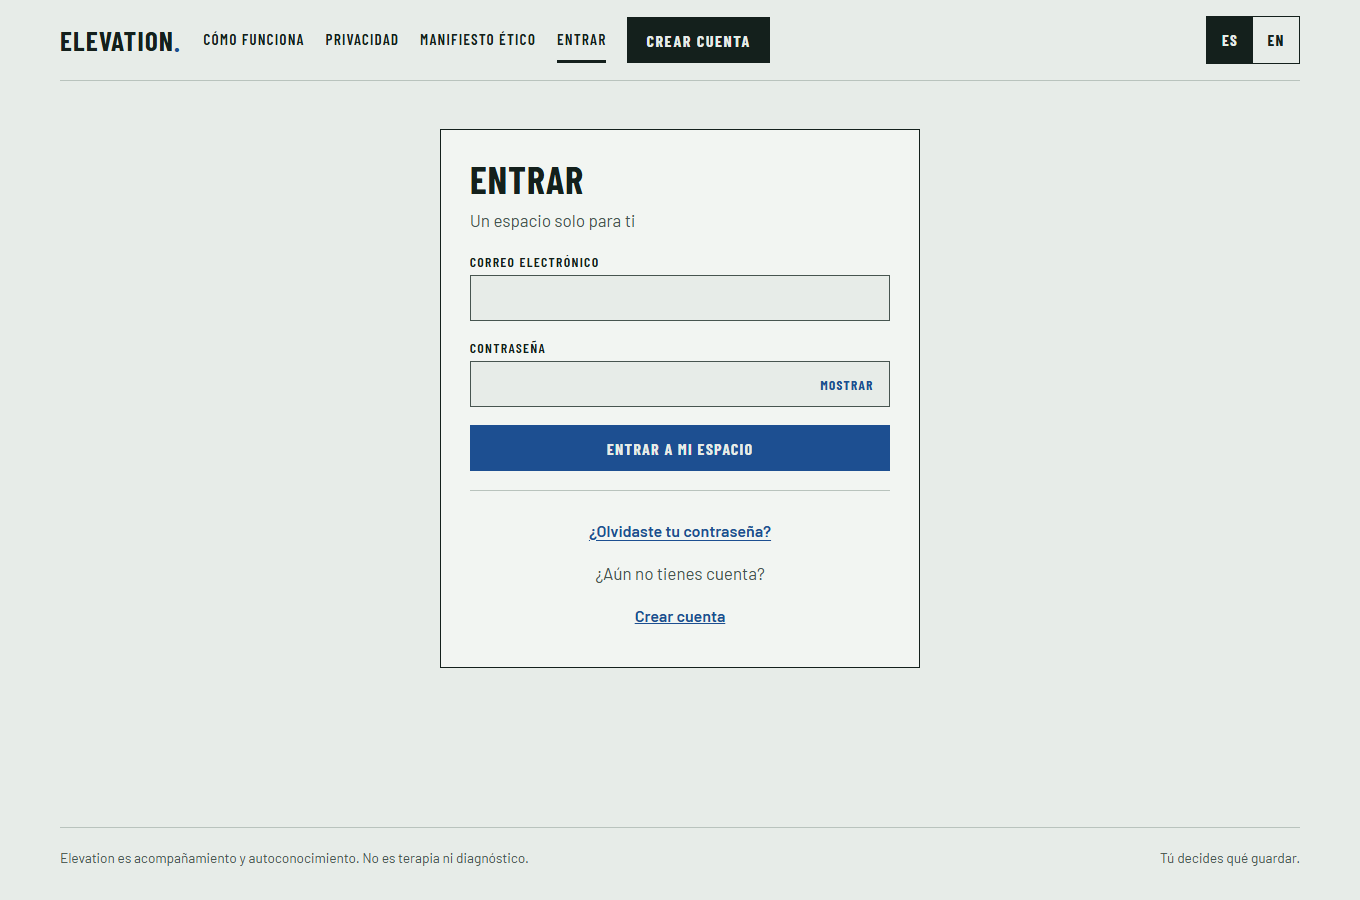 ELEVATION.
CÓMO FUNCIONA
PRIVACIDAD
MANIFIESTO ÉTICO
ENTRAR
CREAR CUENTA
ES
EN
ENTRAR
Un espacio solo para ti
CORREO ELECTRÓNICO
CONTRASEÑA
MOSTRAR
ENTRAR A MI ESPACIO
¿Olvidaste tu contraseña?
¿Aún no tienes cuenta?
Crear cuenta
Elevation es acompañamiento y autoconocimiento. No es terapia ni diagnóstico.
Tú decides qué guardar.